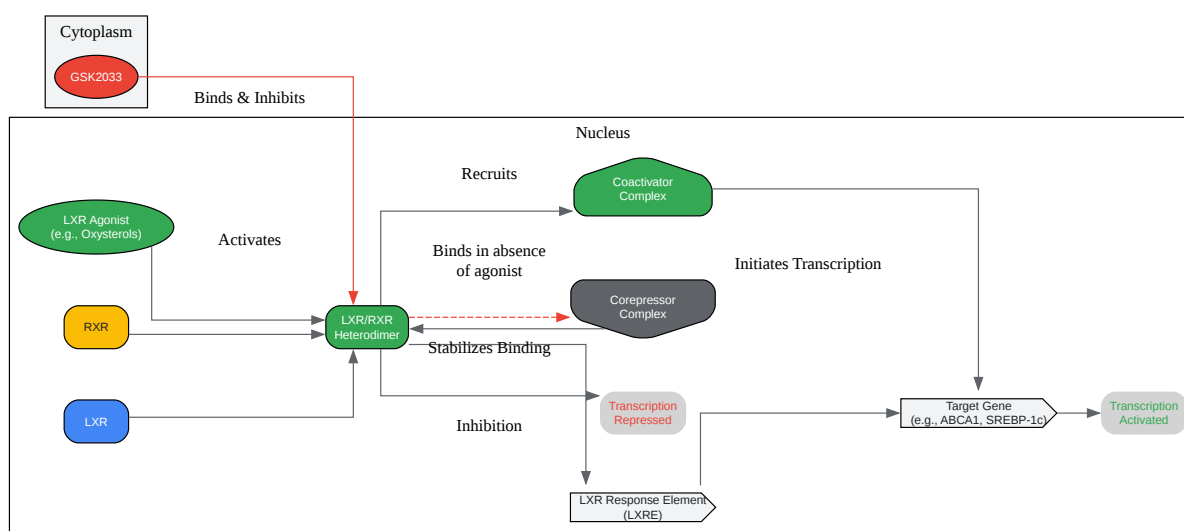 Cytoplasm
GSK2033
Binds & Inhibits
Nucleus
Recruits
Coactivator
Complex
LXR Agonist
(e.g., Oxysterols)
Activates
Binds in absence
of agonist
Initiates Transcription
Corepressor
Complex
RXR
LXR/RXR
Heterodimer
Stabilizes Binding
LXR
Inhibition
Transcription
Repressed
Target Gene
(e.g., ABCA1, SREBP-1c)
Transcription
Activated
LXR Response Element
(LXRE)